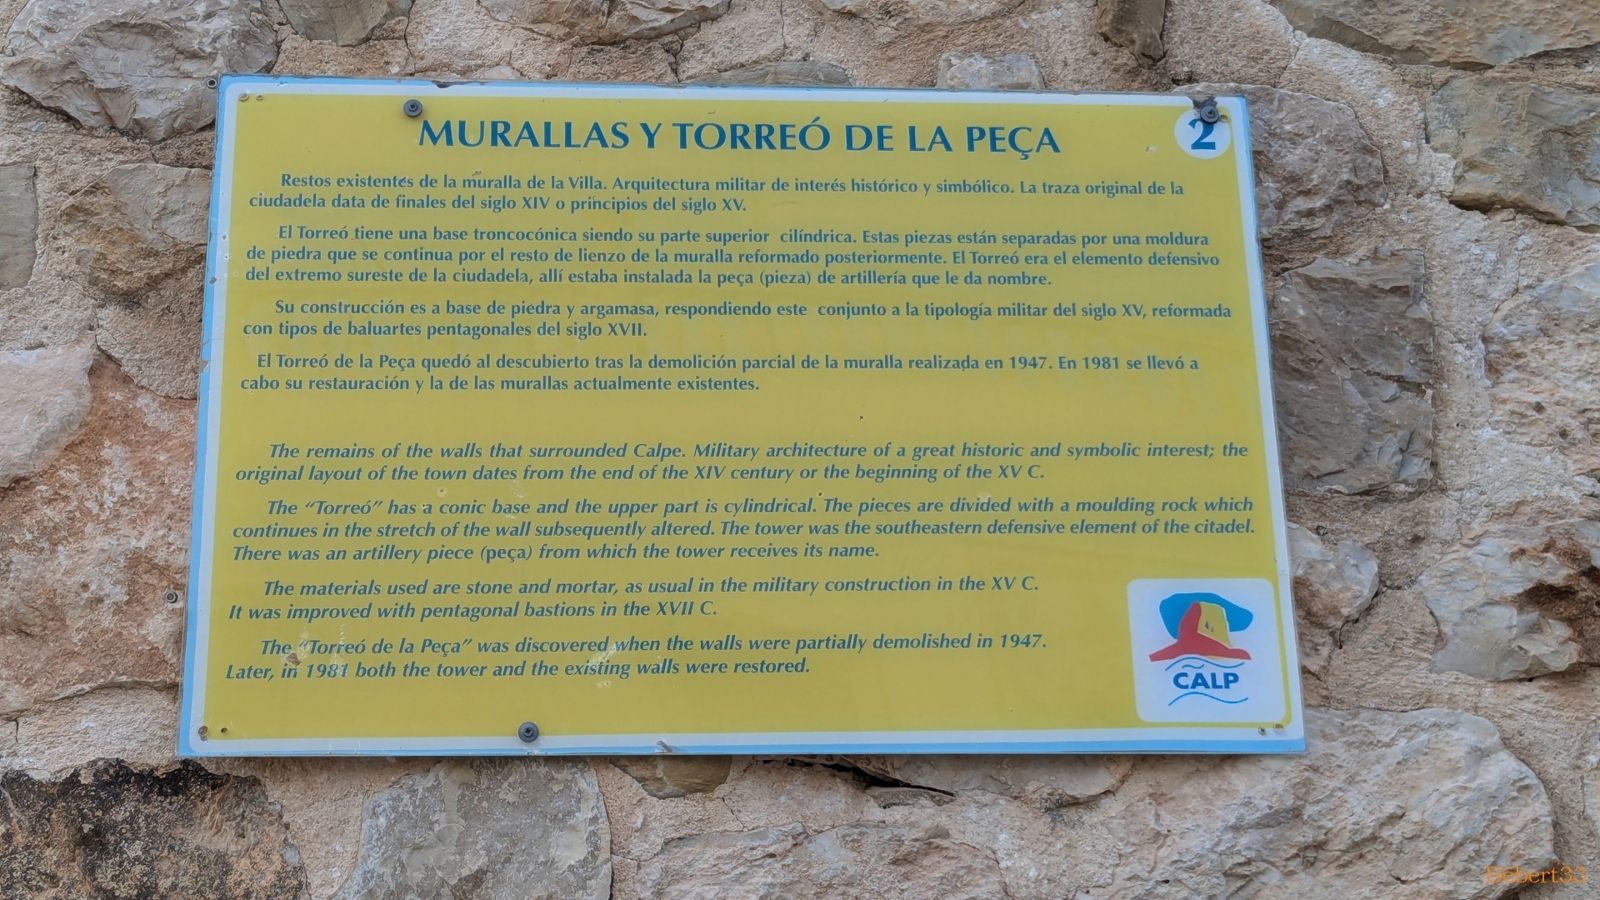 MURALLAS Y TORREÓ DE LA PEÇA
2
Restos existentes de la muralla de la Villa. Arquitectura militar de interés histórico y simbólico. La traza original de la
ciudadela data de finales del siglo XIV o principios del siglo XV.
El Torreó tiene una base troncocónica siendo su parte superior cilíndrica. Estas piezas están separadas por una moldura
de piedra que se continua por el resto de lienzo de la muralla reformado posteriormente. El Torreó era el elemento defensivo
del extremo sureste de la ciudadela, allí estaba instalada la peça (pieza) de artillería que le da nombre.
Su construcción es a base de piedra y argamasa, respondiendo este conjunto a la tipología militar del siglo XV, reformada
con tipos de baluartes pentagonales del siglo XVII.
El Torreó de la Peça quedó al descubierto tras la demolición parcial de la muralla realizada en 1947. En 1981 se llevó a
cabo su restauración y la de las murallas actualmente existentes.
The remains of the walls that surrounded Calpe. Military architecture of a great historic and symbolic interest; the
original layout of the town dates from the end of the XIV century or the beginning of the XV C.
The “Torreó” has a conic base and the upper part is cylindrical. The pieces are divided with a moulding rock which
continues in the stretch of the wall subsequently altered. The tower was the southeastern defensive element of the citadel.
There was an artillery piece (peça) from which the tower receives its name.
The materials used are stone and mortar, as usual in the military construction in the XV C.
It was improved with pentagonal bastions in the XVII C.
The “Torreó de la Peça” was discovered when the walls were partially demolished in 1947.
Later, in 1981 both the tower and the existing walls were restored.
CALP
Bébert33